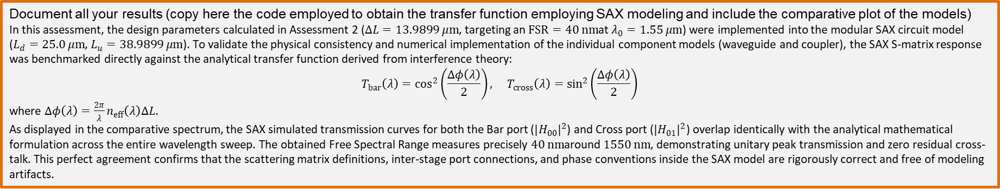 Document all your results (copy here the code employed to obtain the transfer function employing SAX modeling and include the comparative plot of the models)
In this assessment, the design parameters calculated in Assessment 2 (ΔL = 13.9899 μm, targeting an FSR = 40 nmat λ₀ = 1.55 μm) were implemented into the modular SAX circuit model
(L_d = 25.0 μm, L_u = 38.9899 μm). To validate the physical consistency and numerical implementation of the individual component models (waveguide and coupler), the SAX S-matrix response
was benchmarked directly against the analytical transfer function derived from interference theory:
T_bar(λ) = cos²(Δϕ(λ)/2), T_cross(λ) = sin²(Δϕ(λ)/2)
where Δϕ(λ) = 2π/λ n_eff(λ)ΔL.
As displayed in the comparative spectrum, the SAX simulated transmission curves for both the Bar port (|H₀₀|²) and Cross port (|H₀₁|²) overlap identically with the analytical mathematical
formulation across the entire wavelength sweep. The obtained Free Spectral Range measures precisely 40 nmaround 1550 nm, demonstrating unitary peak transmission and zero residual cross-
talk. This perfect agreement confirms that the scattering matrix definitions, inter-stage port connections, and phase conventions inside the SAX model are rigorously correct and free of modeling
artifacts.